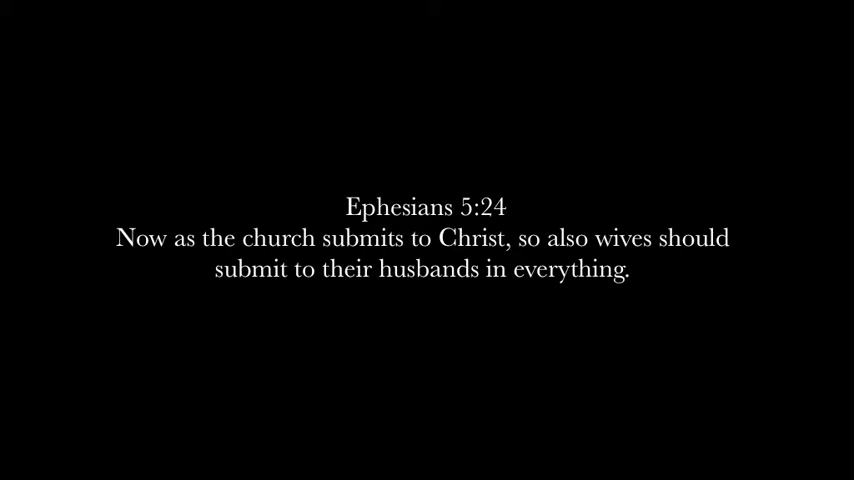 Ephesians 5:24
Now as the church submits to Christ, so also wives should
submit to their husbands in everything.